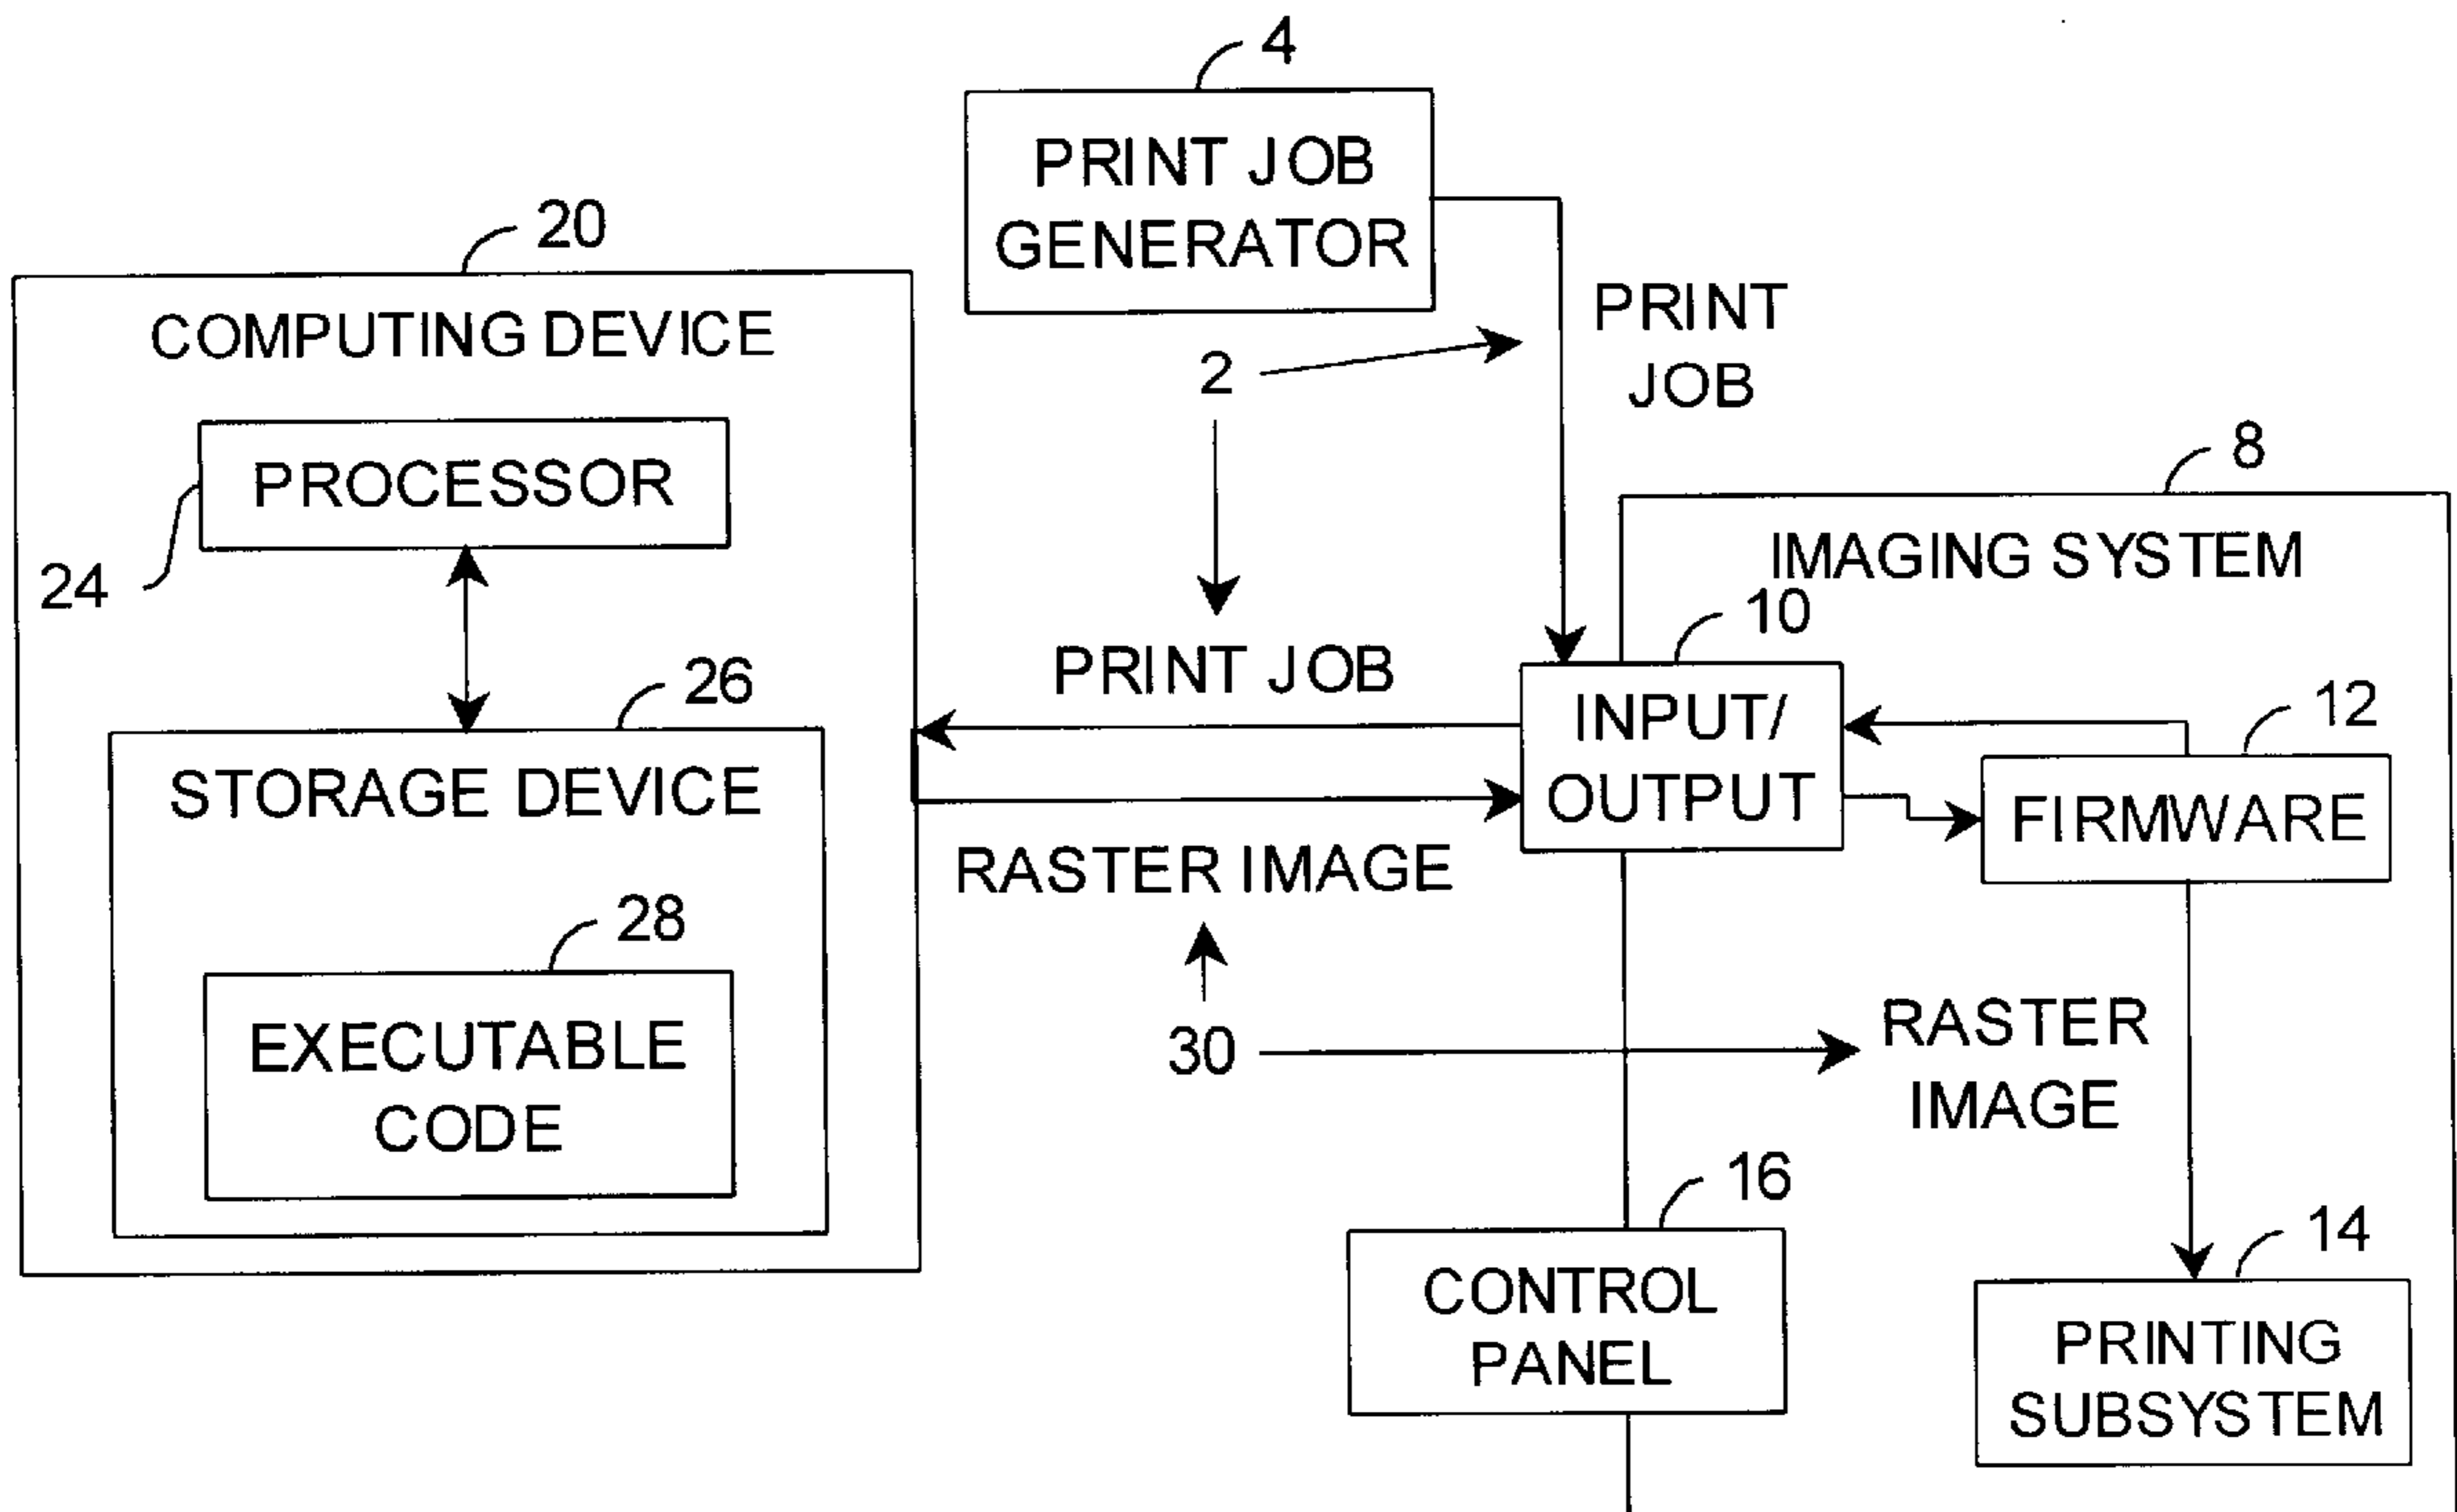 4
PRINT JOB
GENERATOR
20
COMPUTING DEVICE
PRINT
JOB
2
PROCESSOR
24
8
IMAGING SYSTEM
10
PRINT JOB
26
INPUT/
OUTPUT
12
STORAGE DEVICE
FIRMWARE
RASTER IMAGE
28
EXECUTABLE
CODE
30
RASTER
IMAGE
16
CONTROL
PANEL
14
PRINTING
SUBSYSTEM